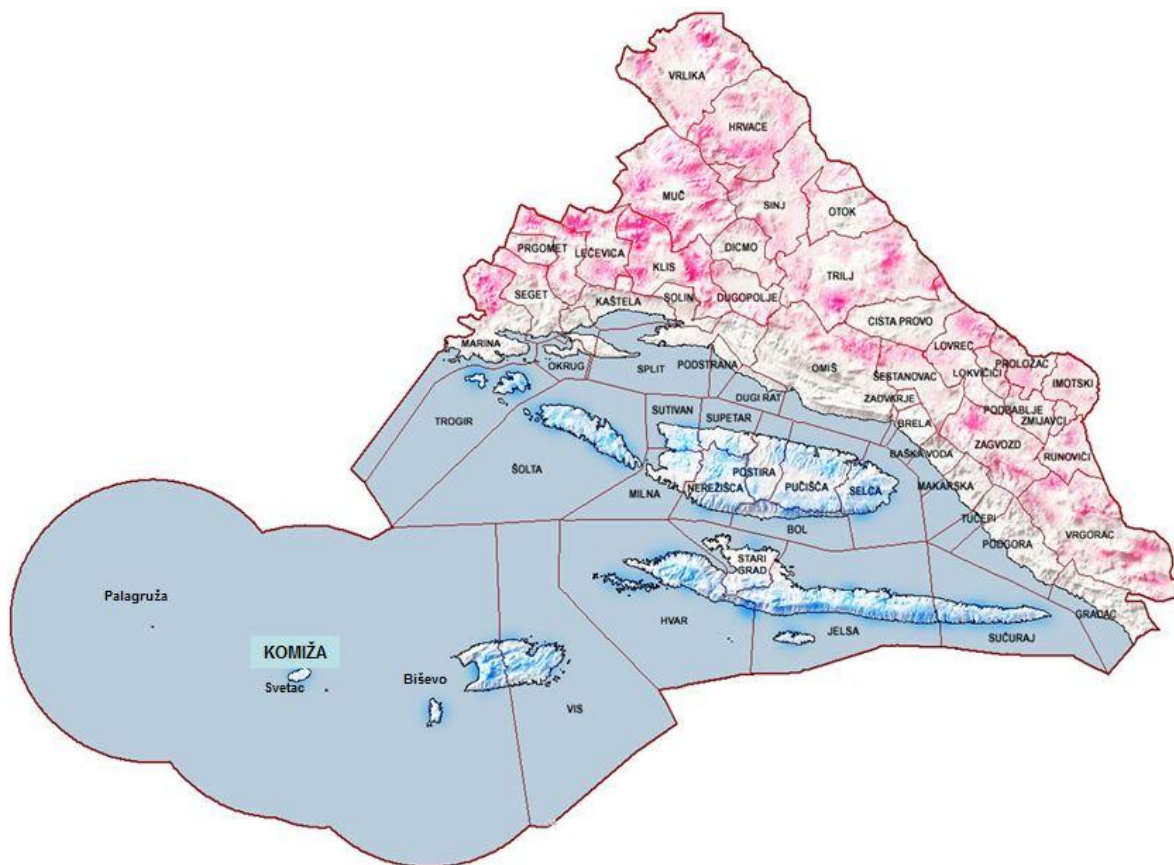 VRLIKA
HRVACE
MUČ
SINJ
OTOK
PRGOMET
LEČEVICA
DICMO
KLIS
TRILJ
SEGET
KAŠTELA
SOLIN
DUGOPOLJE
CISTA PROVO
MARINA
OKRUG
SPLIT
PODSTRANA
OMIŠ
LOVREĆ
PROLOŽAC
LOKVIČIĆI
IMOTSKI
ŠESTANOVAC
ZADVARJE
DUGI RAT
TROGIR
SUTIVAN
SUPETAR
BRELA
PODBABLJE
ZMIJAVCI
ZAGVOZD
RUNOVIĆI
BAŠKA VODA
ŠOLTA
MILNA
NEREŽIŠĆA
POSTIRA
PUČIŠĆA
SELCA
MAKARSKA
BOL
TUČEPI
PODGORA
VRGORAC
STARI
GRAD
Palagruža
HVAR
JELSA
SUĆURAJ
GRADAC
KOMIŽA
Svetac
Biševo
VIS